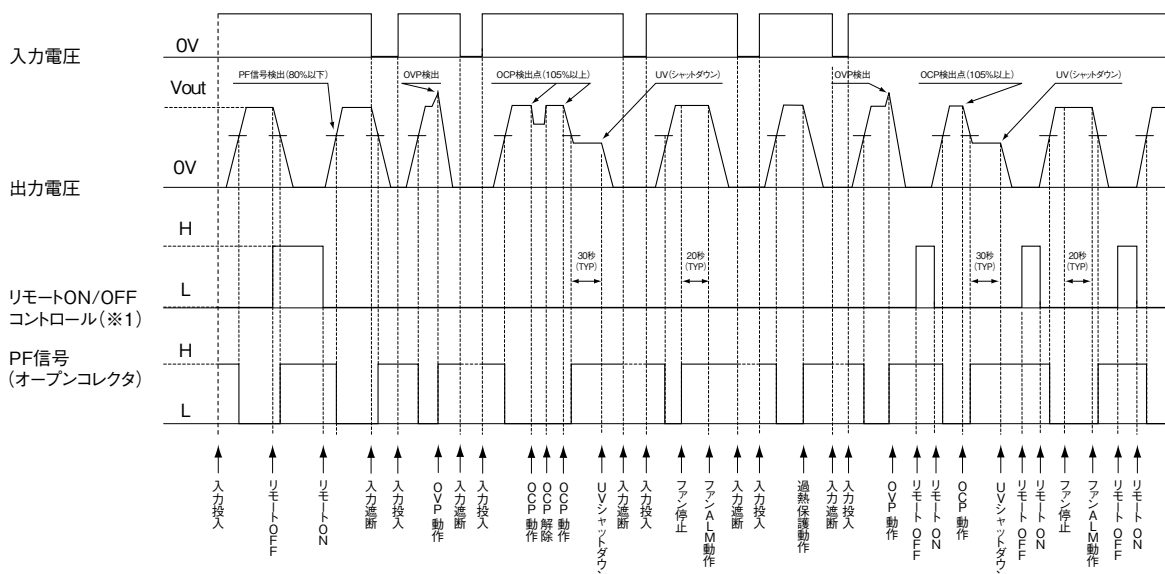 入力電圧
0V
PF信号検出(80%以下)
OVP検出
OCP検出点(105%以上)
UV(シャットダウン)
OVP検出
OCP検出点(105%以上)
UV(シャットダウン)
Vout
0V
出力電圧
H
30秒
(TYP)
20秒
(TYP)
30秒
(TYP)
20秒
(TYP)
L
リモートON/OFF
コントロール(※1)
H
PF信号
(オープンコレクタ)
L
入力投入
リモートOFF
リモートON
入力遮断
入力投入
OVP動作
入力遮断
入力投入
OCP動作
OCP解除
OCP動作
UVシャットダウン
入力遮断
入力投入
ファン停止
ファンALM動作
入力遮断
入力投入
過熱保護動作
入力遮断
入力投入
OVP動作
リモートOFF
リモートON
OCP動作
UVシャットダウン
リモートOFF
リモートON
ファン停止
ファンALM動作
リモートOFF
リモートON